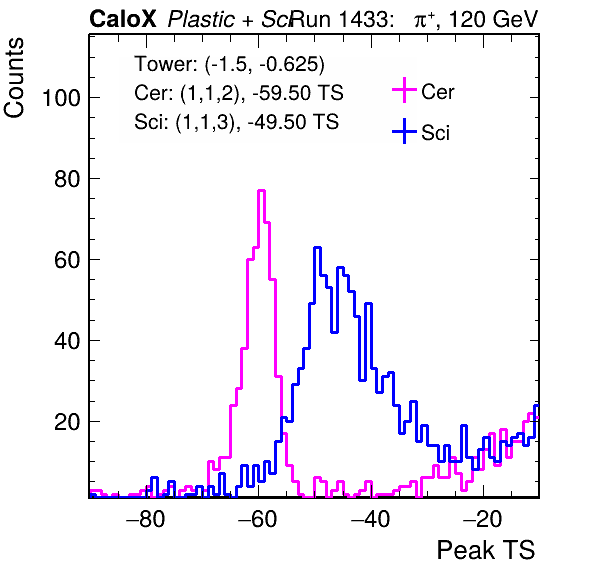 CaloX Plastic + Sci Run 1433: π⁺, 120 GeV
Counts
Tower: (-1.5, -0.625)
Cer: (1,1,2), -59.50 TS
Sci: (1,1,3), -49.50 TS
Cer
Sci
100
80
60
40
20
−80 −60 −40 −20
Peak TS